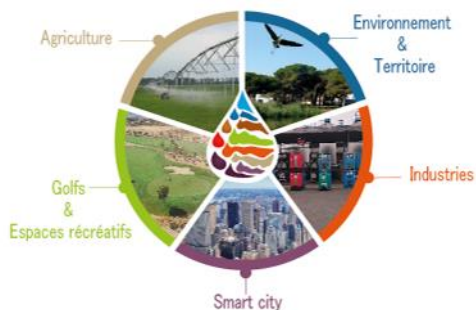 Agriculture
Environnement
&
Territoire
Industries
Golfs
&
Espaces récréatifs
Smart city